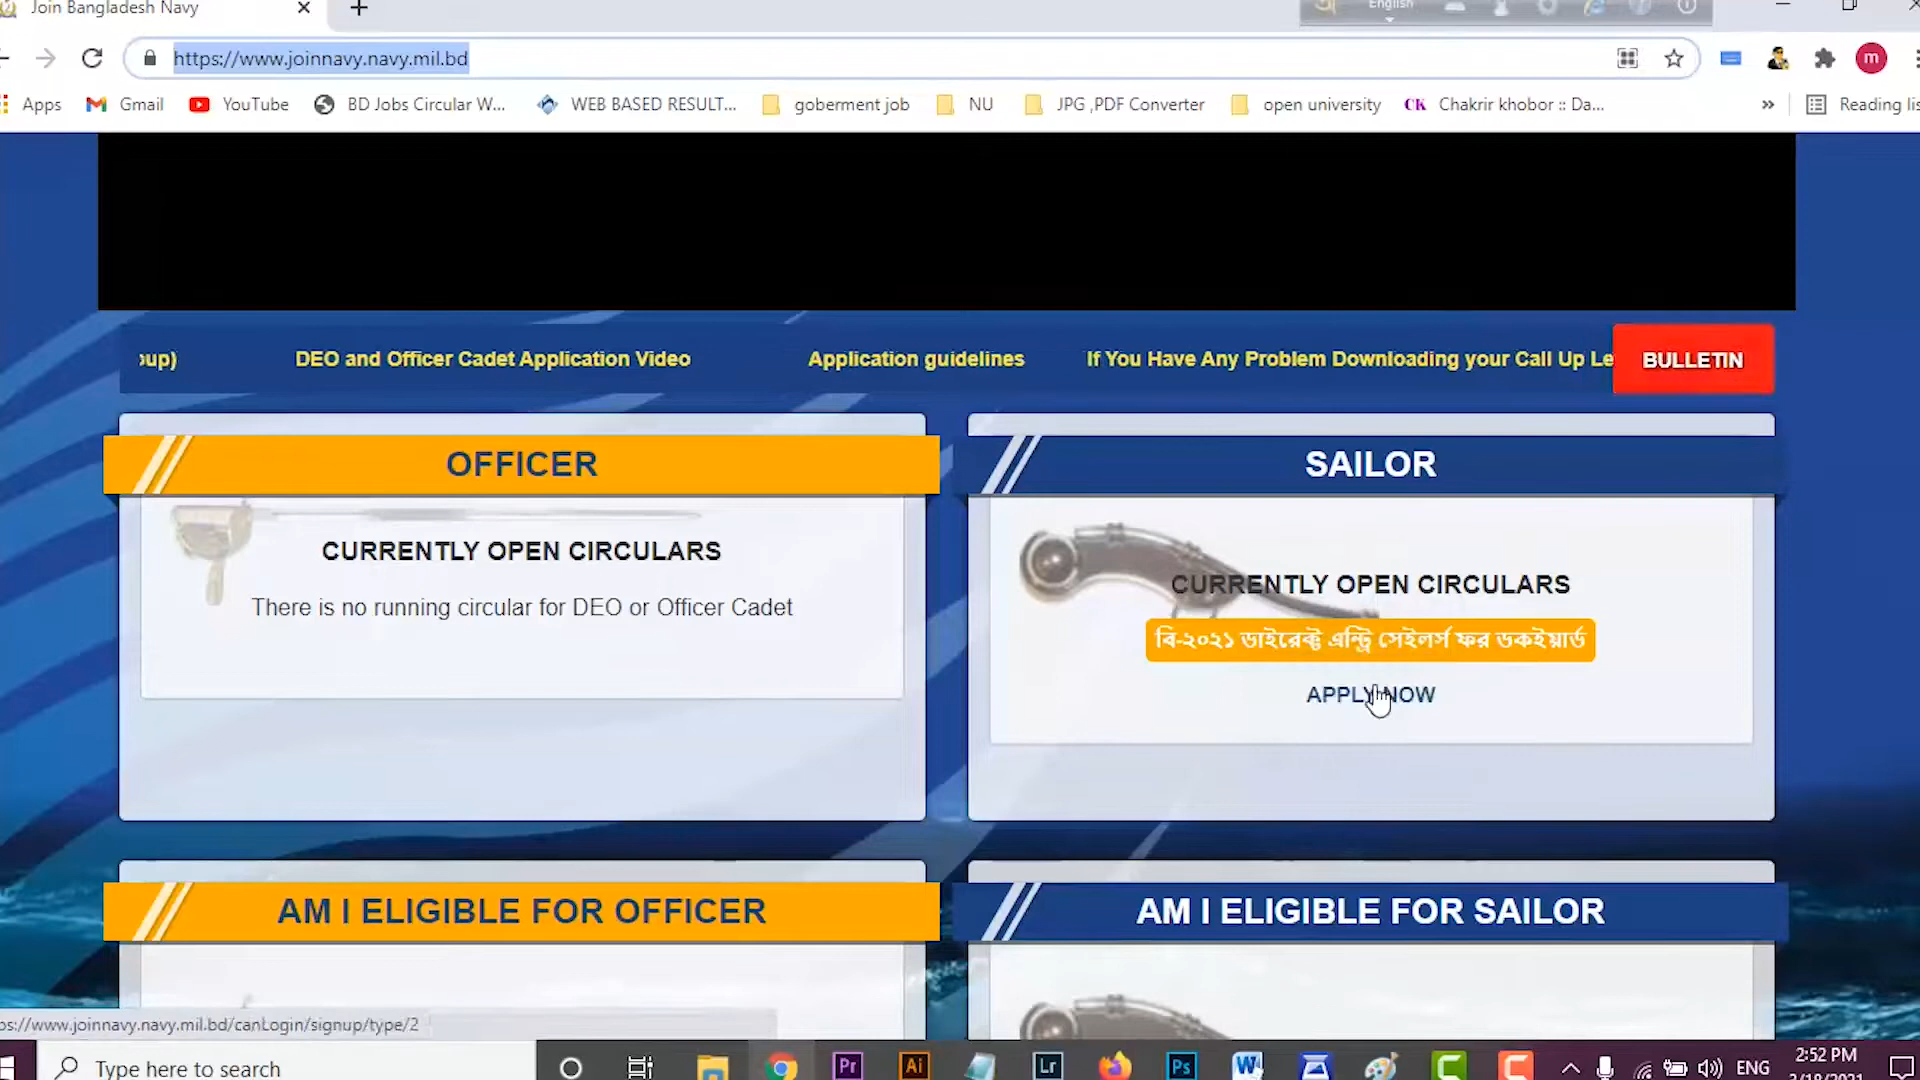 Join Bangladesh Navy
English
https://www.joinnavy.navy.mil.bd
m
Apps
Gmail
YouTube
BD Jobs Circular W...
WEB BASED RESULT...
goberment job
NU
JPG ,PDF Converter
open university
CK Chakrir khobor :: Da...
»
Reading lis
oup)
DEO and Officer Cadet Application Video
Application guidelines
If You Have Any Problem Downloading your Call Up Le
BULLETIN
OFFICER
CURRENTLY OPEN CIRCULARS
There is no running circular for DEO or Officer Cadet
SAILOR
CURRENTLY OPEN CIRCULARS
বি-২০২১ ডাইরেক্ট এন্ট্রি সেইলর্স ফর ডকইয়ার্ড
APPLY NOW
AM I ELIGIBLE FOR OFFICER
AM I ELIGIBLE FOR SAILOR
ps://www.joinnavy.navy.mil.bd/canLogin/signup/type/2
Type here to search
Pr
Ai
Lr
Ps
W
ENG
2:52 PM